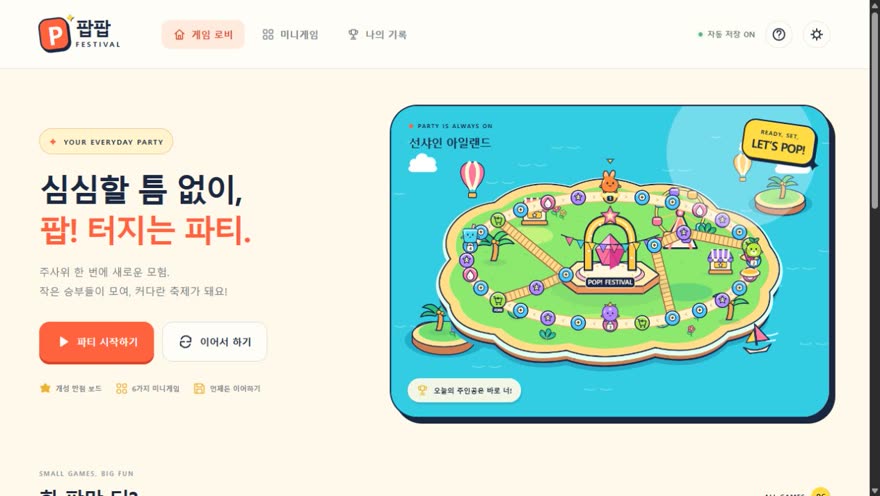 P 팝팝
FESTIVAL
게임 로비
미니게임
나의 기록
자동 저장 ON
YOUR EVERYDAY PARTY
심심할 틈 없이,
팝! 터지는 파티.
주사위 한 번에 새로운 모험.
작은 승부들이 모여, 커다란 축제가 돼요!
파티 시작하기
이어서 하기
개성 만점 보드
6가지 미니게임
언제든 이어하기
PARTY IS ALWAYS ON
선샤인 아일랜드
READY, SET,
LET'S POP!
POP! FESTIVAL
오늘의 주인공은 바로 너!
SMALL GAMES, BIG FUN